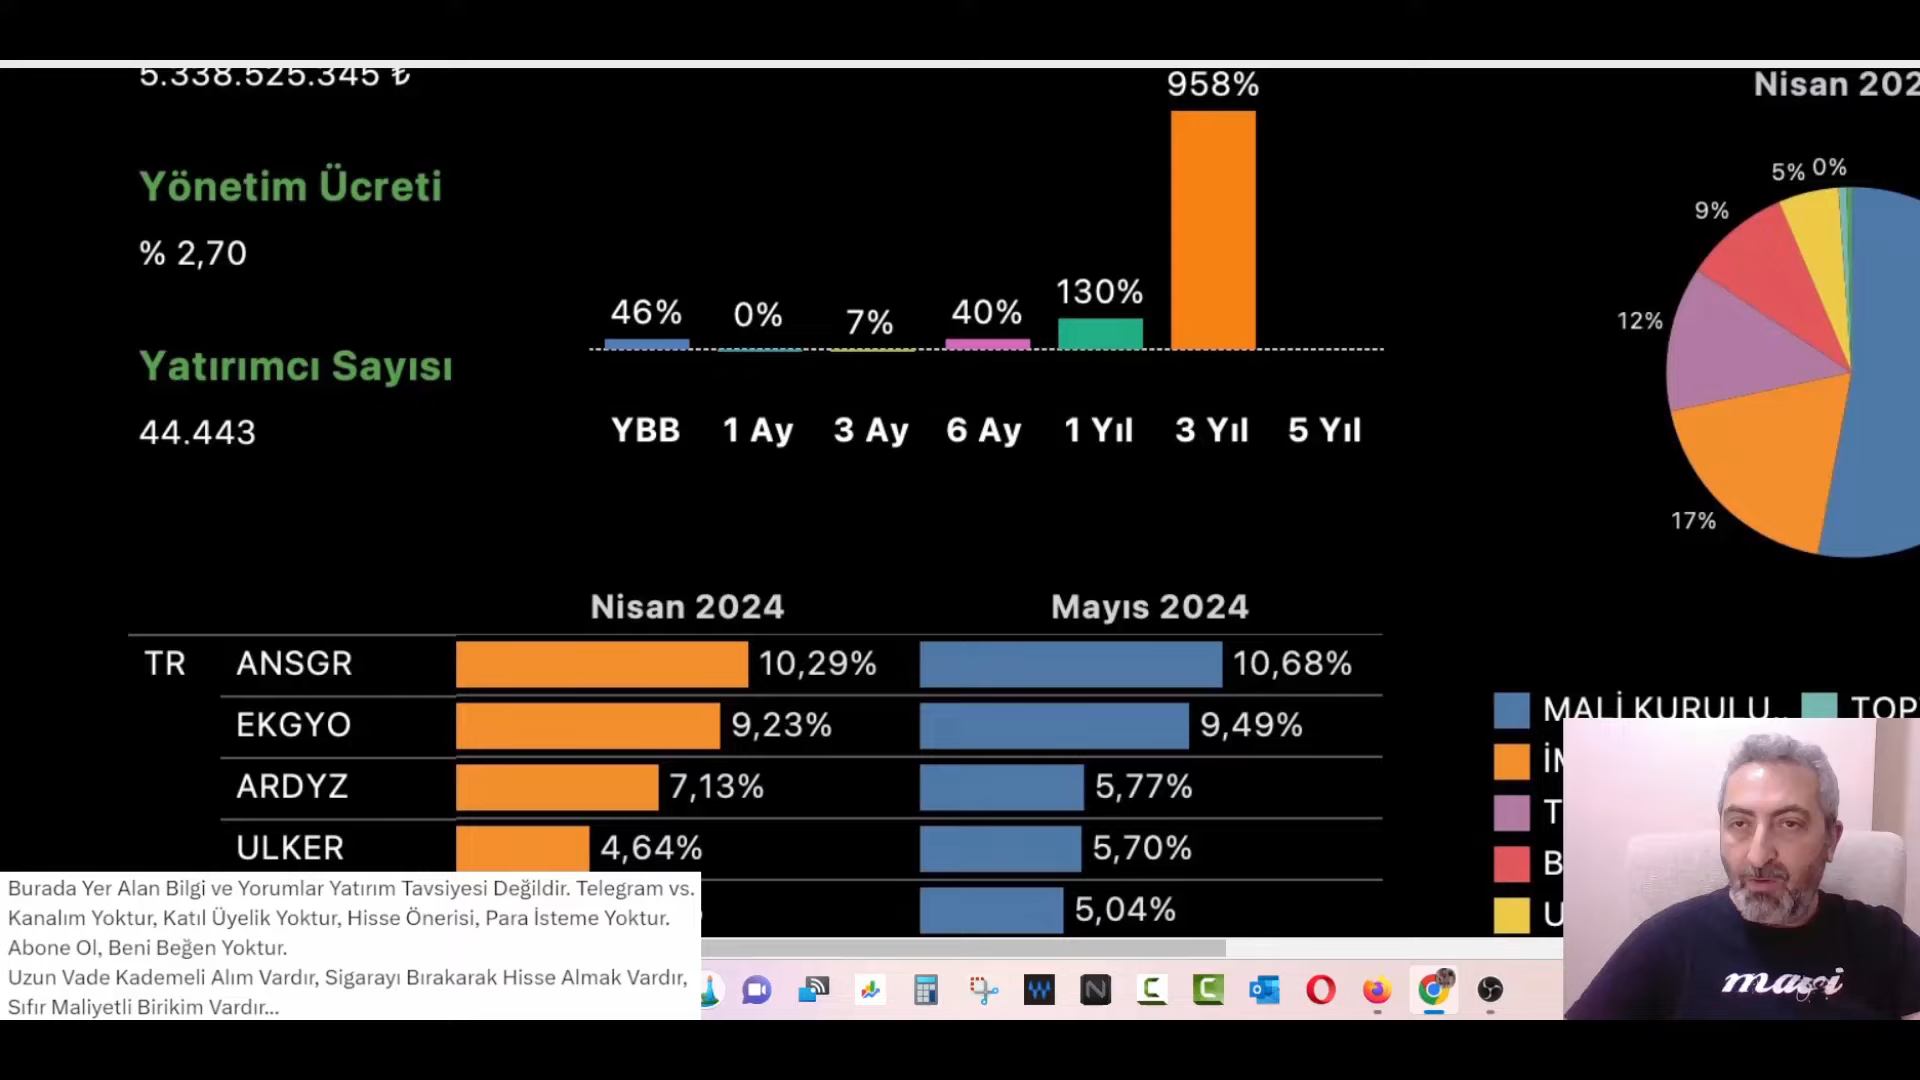 5.338.525.345 ₺
Yönetim Ücreti
% 2,70
Yatırımcı Sayısı
44.443
46% 0% 7% 40% 130% 958%
YBB 1 Ay 3 Ay 6 Ay 1 Yıl 3 Yıl 5 Yıl
Nisan 202
5% 0%
9%
12%
17%
Nisan 2024 Mayıs 2024
TR ANSGR 10,29% 10,68%
EKGYO 9,23% 9,49%
ARDYZ 7,13% 5,77%
ULKER 4,64% 5,70%
5,04%
MALİ KURULU.. TOP
İM
T
B
U
Burada Yer Alan Bilgi ve Yorumlar Yatırım Tavsiyesi Değildir. Telegram vs.
Kanalım Yoktur, Katıl Üyelik Yoktur, Hisse Önerisi, Para İsteme Yoktur.
Abone Ol, Beni Beğen Yoktur.
Uzun Vade Kademeli Alım Vardır, Sigarayı Bırakarak Hisse Almak Vardır,
Sıfır Maliyetli Birikim Vardır...